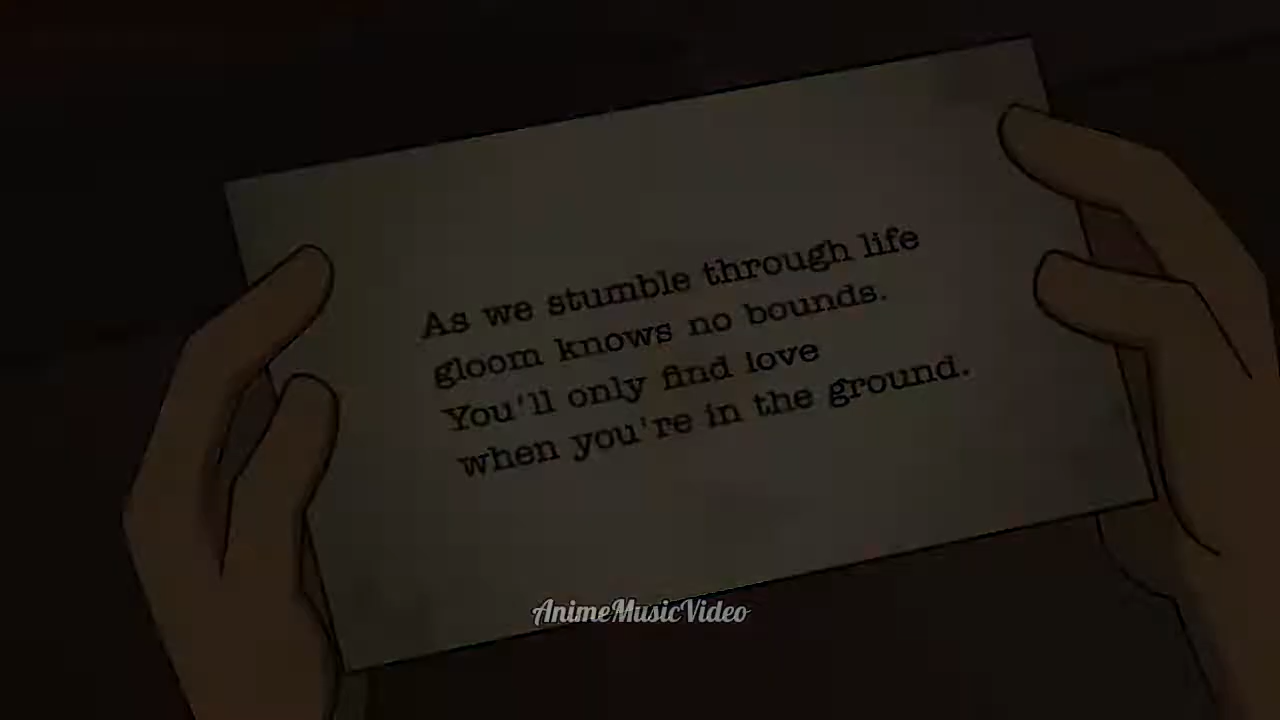 As we stumble through life
gloom knows no bounds.
You'll only find love
when you're in the ground.
AnimeMusicVideo